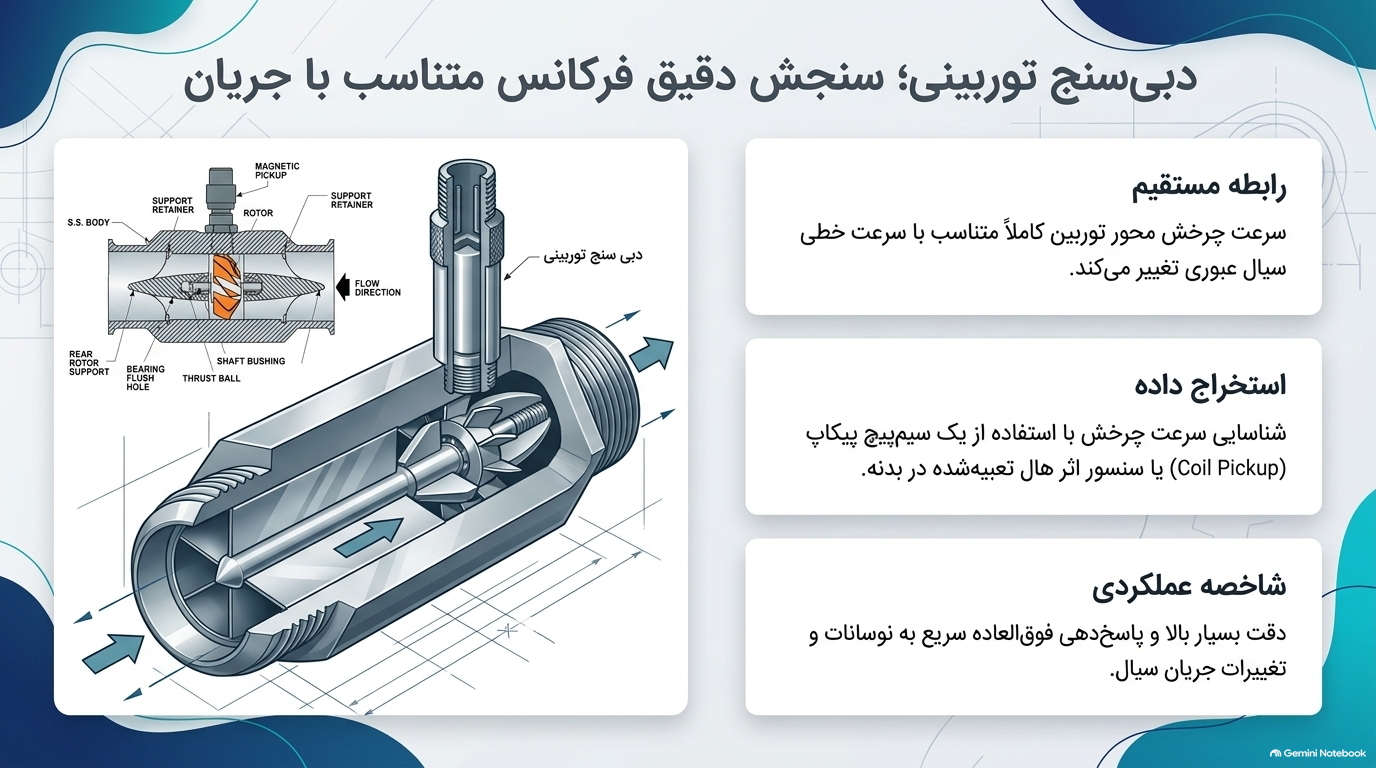 دبی‌سنج توربینی؛ سنجش دقیق فرکانس متناسب با جریان
رابطه مستقیم
سرعت چرخش محور توربین کاملاً متناسب با سرعت خطی
سیال عبوری تغییر می‌کند.
استخراج داده
شناسایی سرعت چرخش با استفاده از یک سیم‌پیچ پیکاپ
(Coil Pickup) یا سنسور اثر هال تعبیه‌شده در بدنه.
شاخصه عملکردی
دقت بسیار بالا و پاسخ‌دهی فوق‌العاده سریع به نوسانات و
تغییرات جریان سیال.
MAGNETIC
PICKUP
SUPPORT
RETAINER
SUPPORT
RETAINER
ROTOR
S.S. BODY
FLOW
DIRECTION
REAR
ROTOR
SUPPORT
BEARING
FLUSH
HOLE
THRUST BALL
SHAFT BUSHING
دبی سنج توربینی
Gemini Notebook